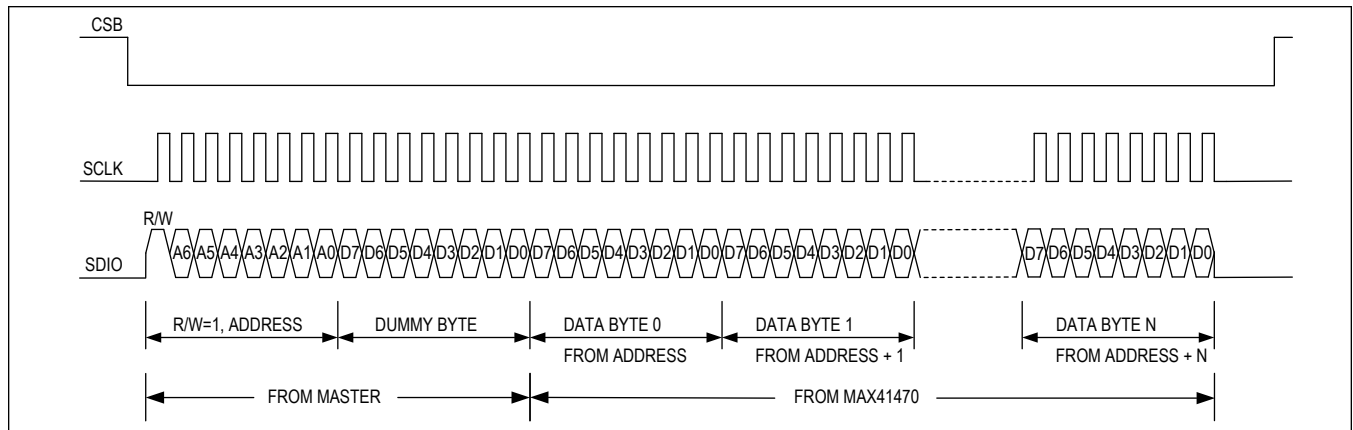 CSB
SCLK
R/W
SDIO A6 A5 A4 A3 A2 A1 A0 D7 D6 D5 D4 D3 D2 D1 D0 D7 D6 D5 D4 D3 D2 D1 D0 D7 D6 D5 D4 D3 D2 D1 D0 D7 D6 D5 D4 D3 D2 D1 D0
R/W=1, ADDRESS DUMMY BYTE DATA BYTE 0 DATA BYTE 1 DATA BYTE N
FROM ADDRESS FROM ADDRESS + 1 FROM ADDRESS + N
FROM MASTER FROM MAX41470